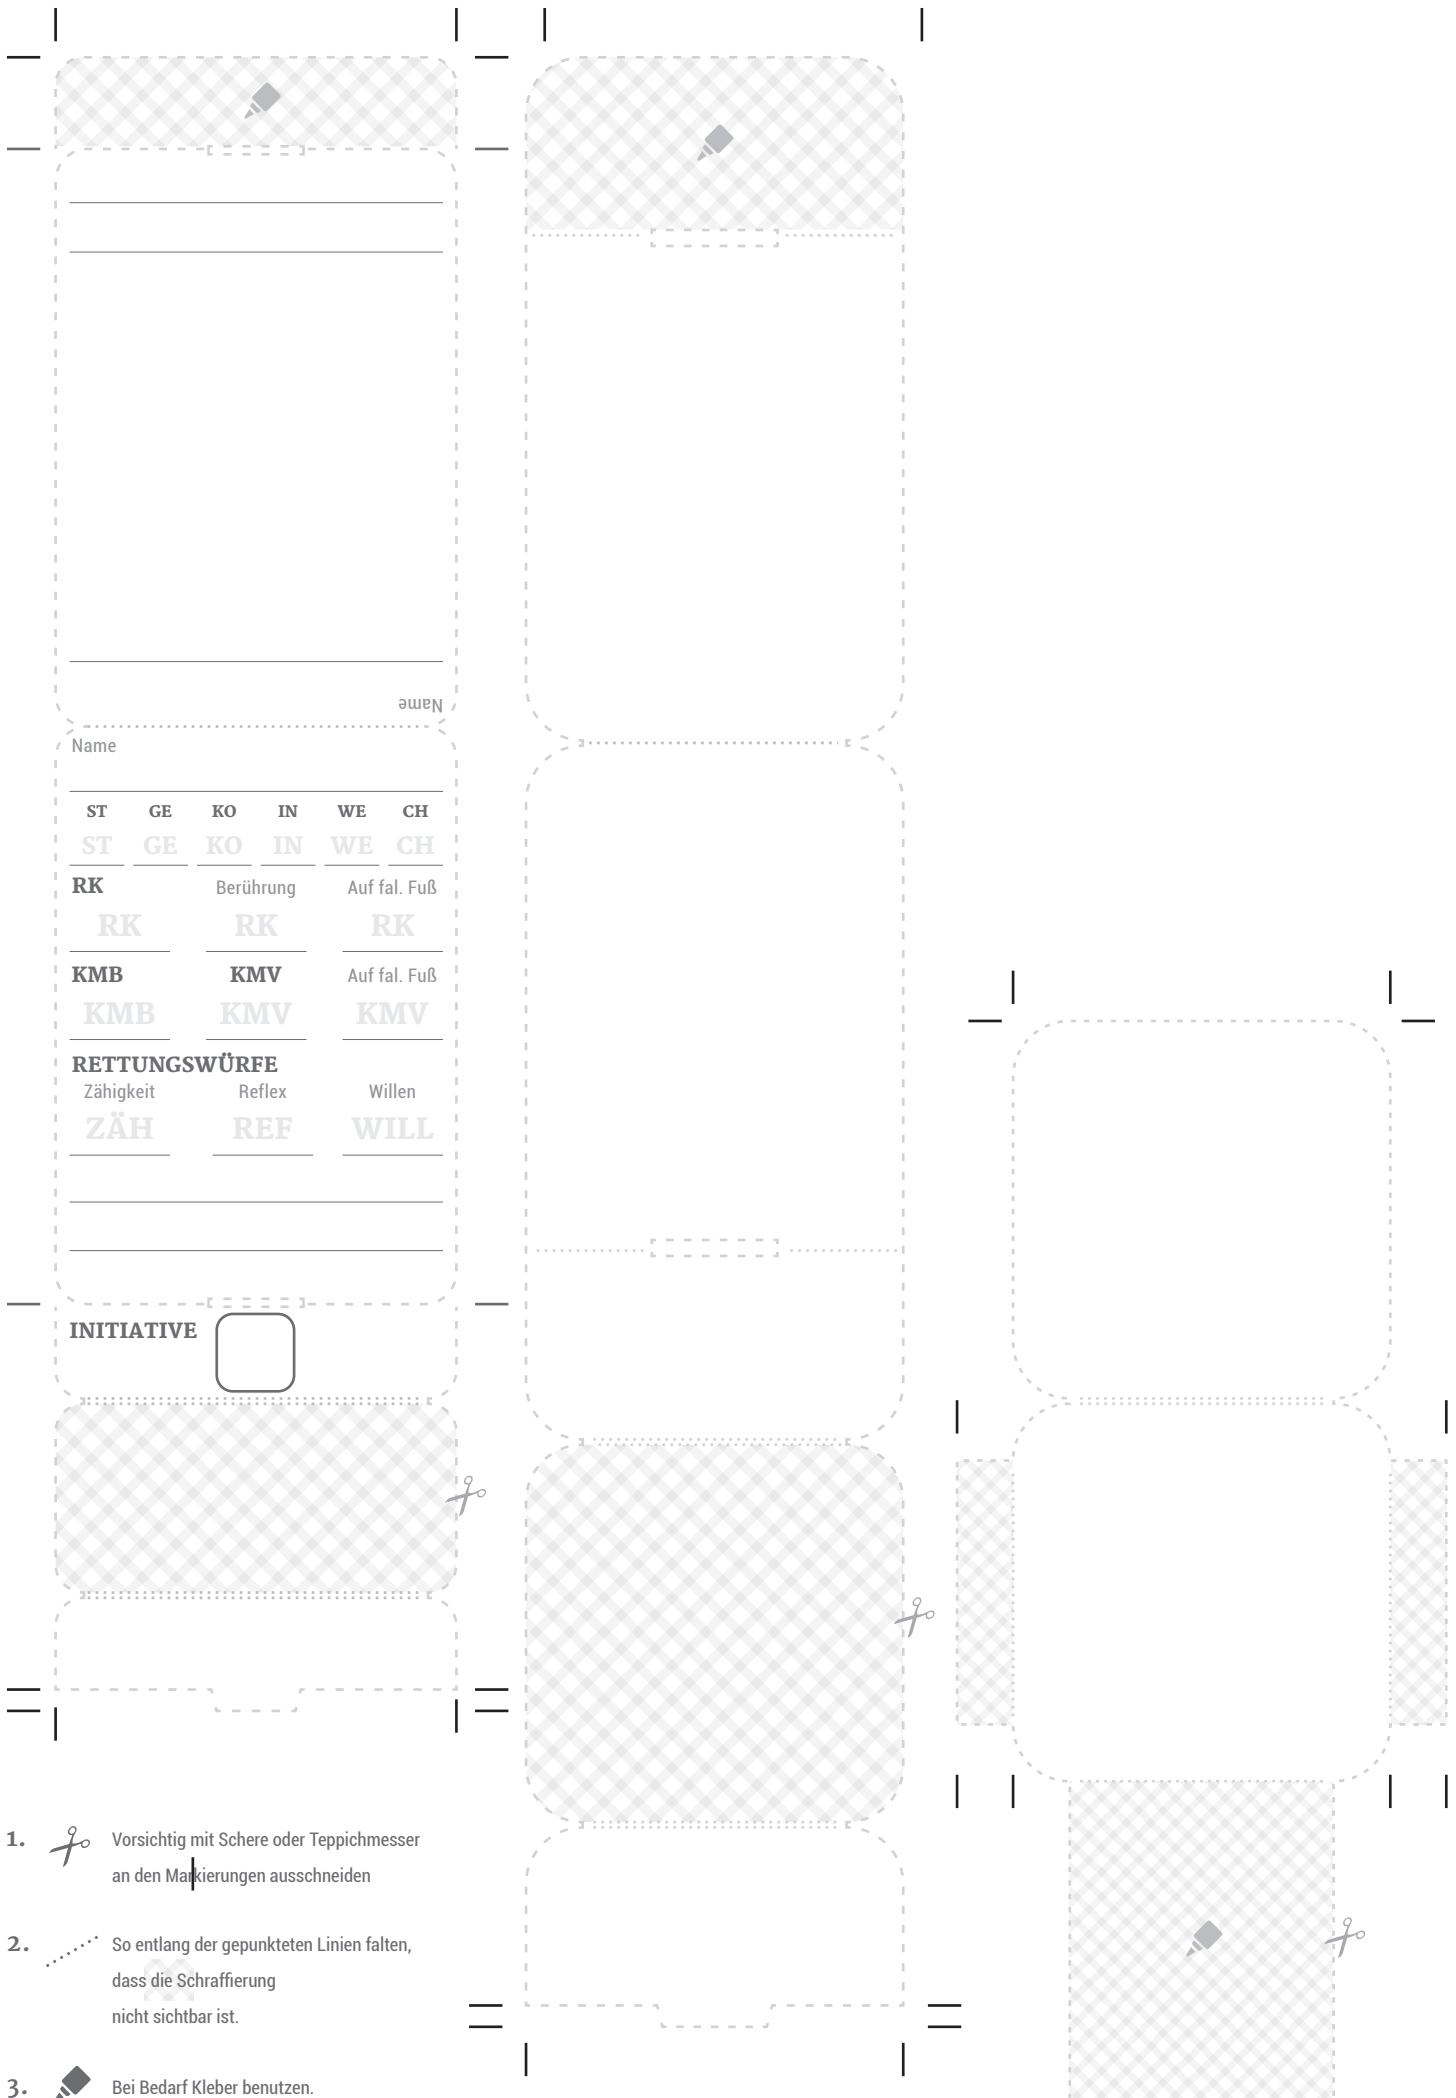 Name
Name
ST GE KO IN WE CH
ST GE KO IN WE CH
RK Berührung Auf fal. Fuß
RK RK RK
KMB KMV Auf fal. Fuß
KMB KMV KMV
RETTUNGSWÜRFE
Zähigkeit Reflex Willen
ZÄH REF WILL
INITIATIVE
1. Vorsichtig mit Schere oder Teppichmesser
an den Markierungen ausschneiden
2. So entlang der gepunkteten Linien falten,
dass die Schraffierung
nicht sichtbar ist.
3. Bei Bedarf Kleber benutzen.